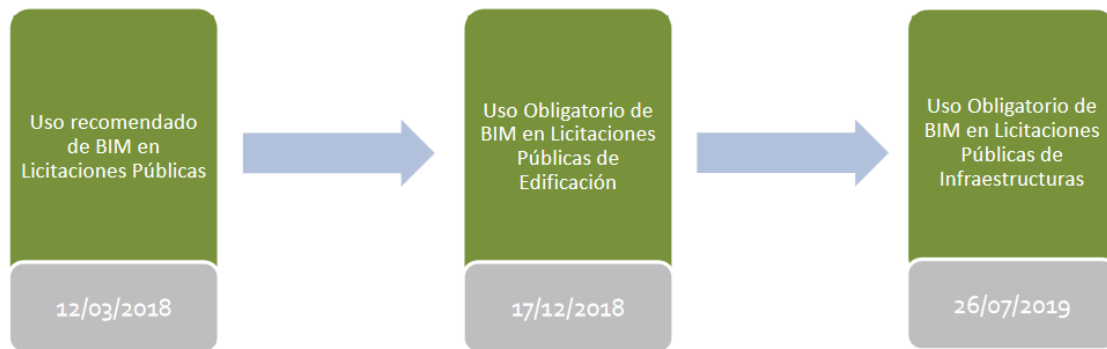 Uso recomendado
de BIM en
Licitaciones Públicas
12/03/2018
Uso Obligatorio de
BIM en Licitaciones
Públicas de
Edificación
17/12/2018
Uso Obligatorio de
BIM en Licitaciones
Públicas de
Infraestructuras
26/07/2019